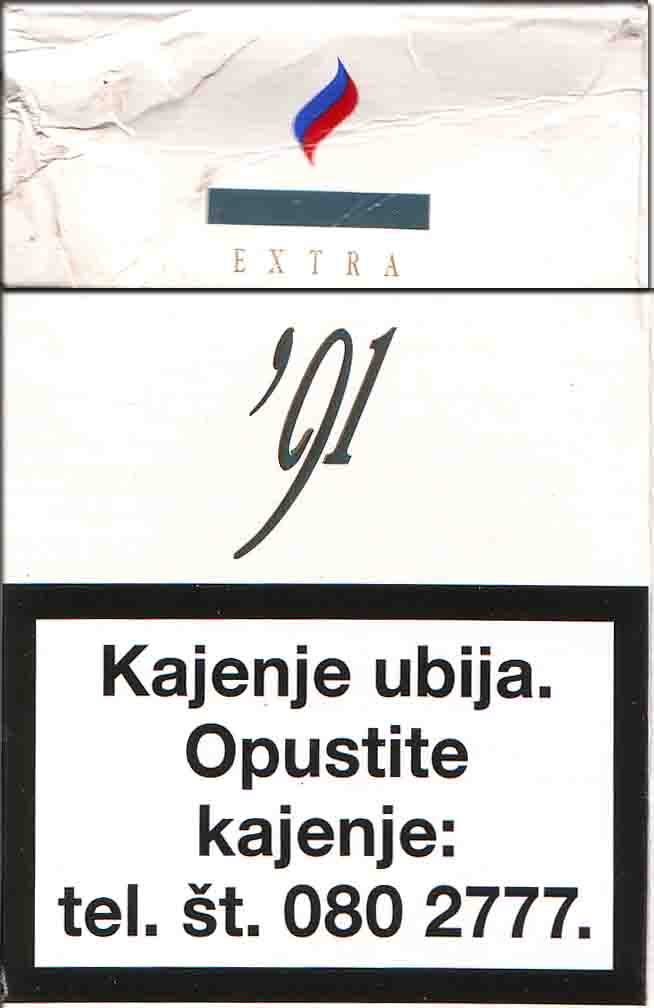 EXTRA
'91
Kajenje ubija.
Opustite
kajenje:
tel. št. 080 2777.